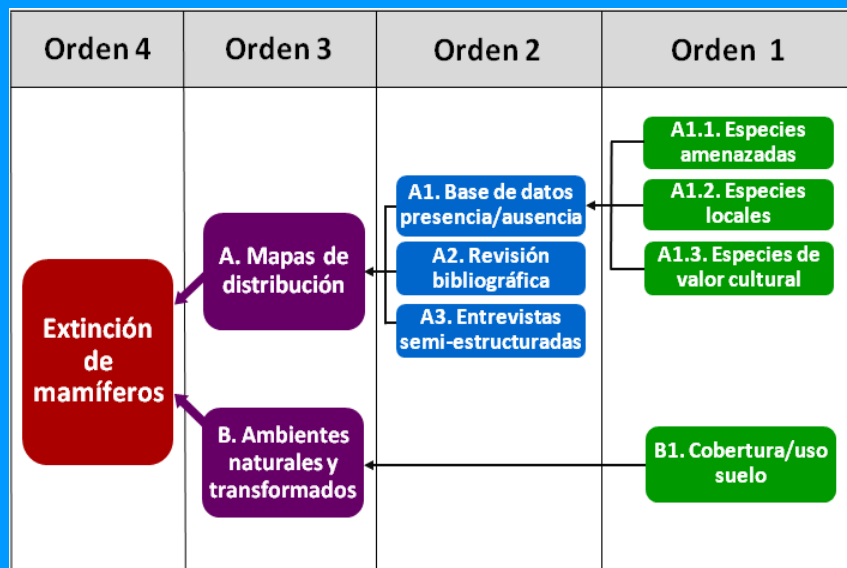 Orden 4
Orden 3
Orden 2
Orden 1
Extinción
de
mamíferos
A. Mapas de
distribución
B. Ambientes
naturales y
transformados
A1. Base de datos
presencia/ausencia
A2. Revisión
bibliográfica
A3. Entrevistas
semi-estructuradas
A1.1. Especies
amenazadas
A1.2. Especies
locales
A1.3. Especies de
valor cultural
B1. Cobertura/uso
suelo